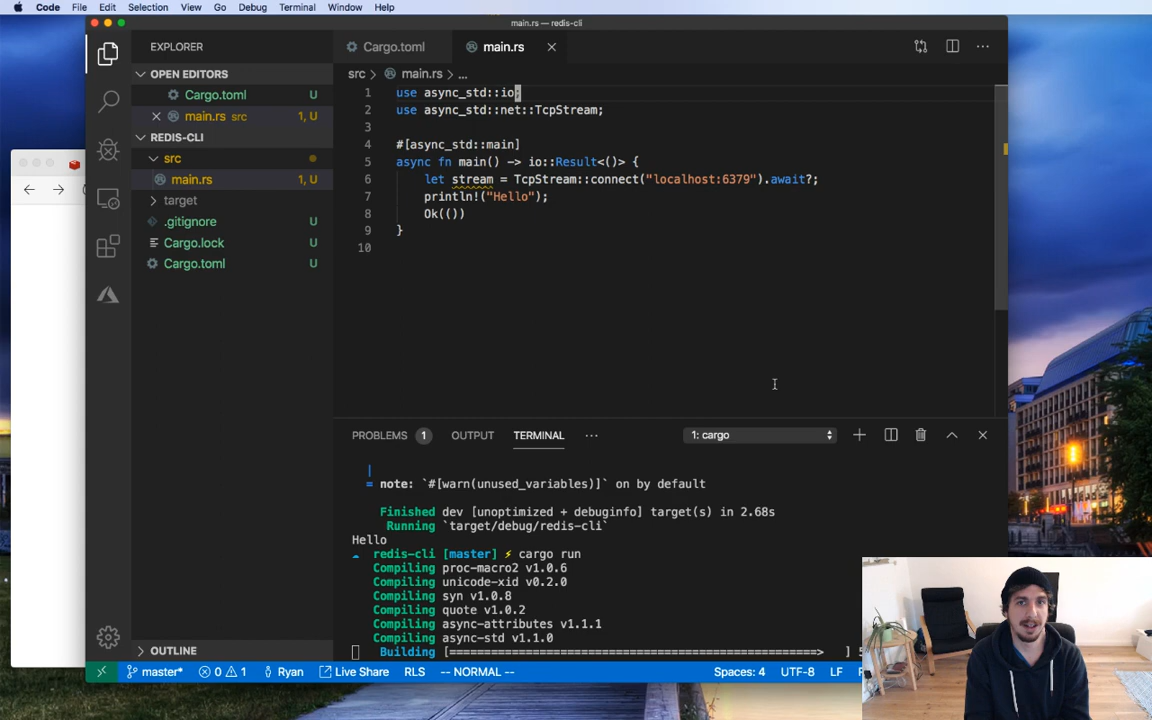 Code File Edit Selection View Go Debug Terminal Window Help
main.rs — redis-cli
EXPLORER
OPEN EDITORS
Cargo.toml U
main.rs src 1, U
REDIS-CLI
src
main.rs 1, U
target
.gitignore U
Cargo.lock U
Cargo.toml U
OUTLINE
Cargo.toml main.rs
src > main.rs > ...
1 use async_std::io;
2 use async_std::net::TcpStream;
3
4 #[async_std::main]
5 async fn main() -> io::Result<()> {
6 let stream = TcpStream::connect("localhost:6379").await?;
7 println!("Hello");
8 Ok(())
9 }
10
PROBLEMS 1 OUTPUT TERMINAL ... 1: cargo
|
= note: `#[warn(unused_variables)]` on by default
Finished dev [unoptimized + debuginfo] target(s) in 2.68s
Running `target/debug/redis-cli`
Hello
redis-cli [master] ⚡ cargo run
Compiling proc-macro2 v1.0.6
Compiling unicode-xid v0.2.0
Compiling syn v1.0.8
Compiling quote v1.0.2
Compiling async-attributes v1.1.1
Compiling async-std v1.1.0
Building [=====================================================> ] 5
master* 0 1 Ryan Live Share RLS -- NORMAL -- Spaces: 4 UTF-8 LF